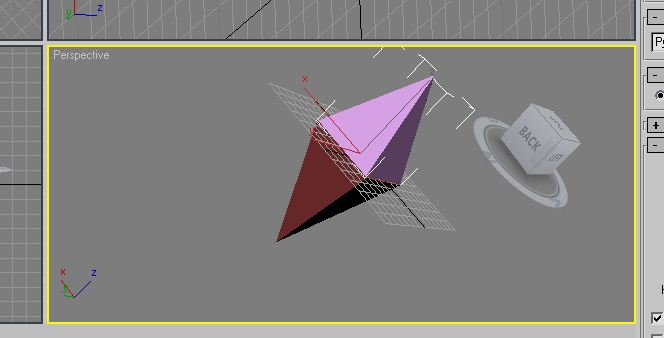 y z
Perspective
x
BACK
LEFT
x
z
y